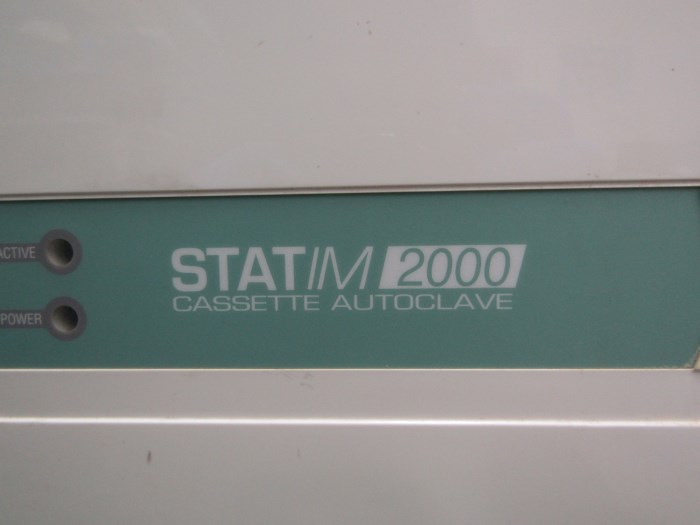 ACTIVE
STATIM 2000
CASSETTE AUTOCLAVE
POWER